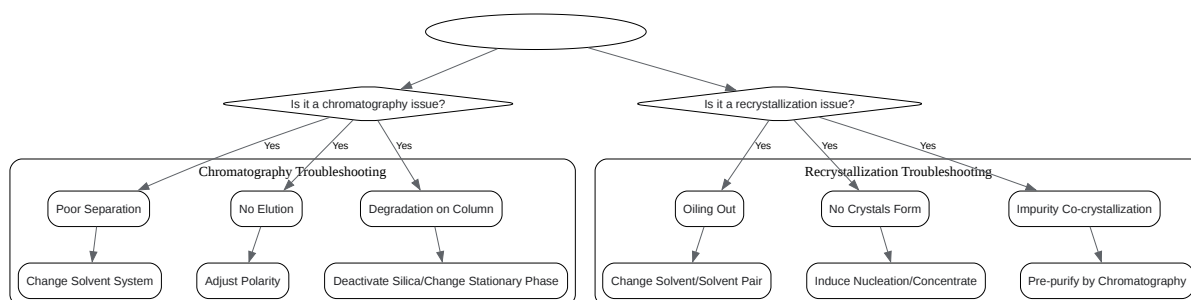 Is it a chromatography issue?
Is it a recrystallization issue?
Yes
Yes
Yes
Yes
Yes
Yes
Chromatography Troubleshooting
Recrystallization Troubleshooting
Poor Separation
No Elution
Degradation on Column
Oiling Out
No Crystals Form
Impurity Co-crystallization
Change Solvent System
Adjust Polarity
Deactivate Silica/Change Stationary Phase
Change Solvent/Solvent Pair
Induce Nucleation/Concentrate
Pre-purify by Chromatography